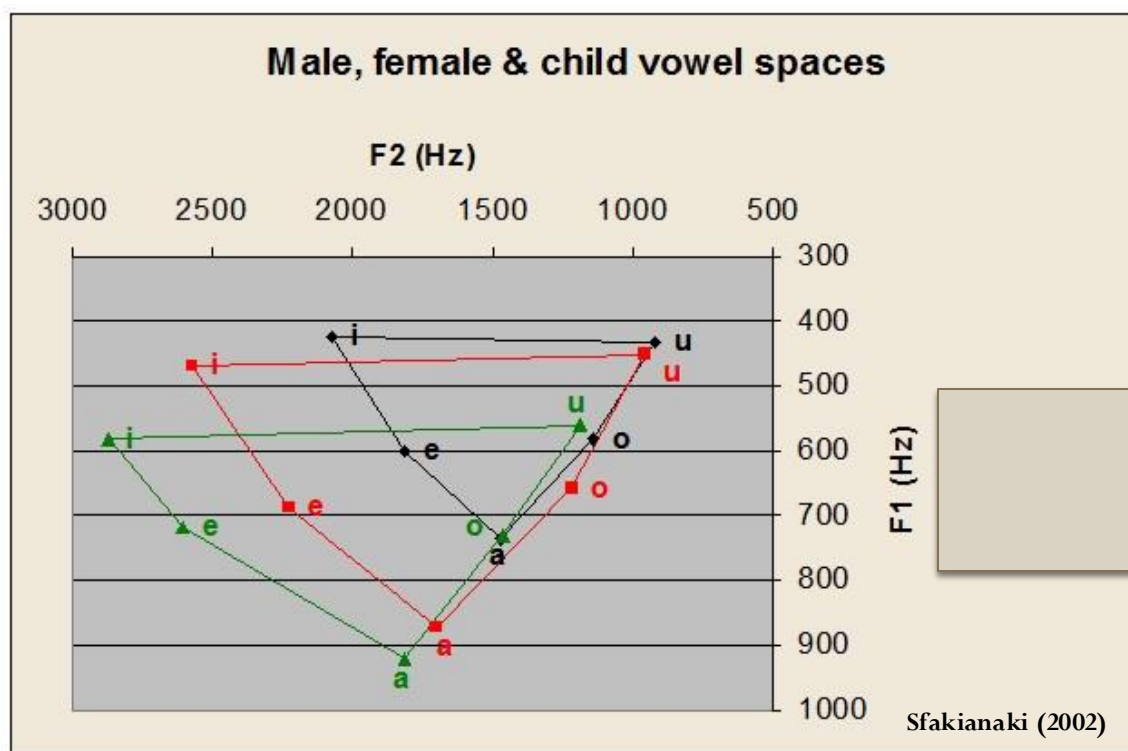 Male, female & child vowel spaces
F2 (Hz)
3000 2500 2000 1500 1000 500
300
400
i u
i u
500
u
i e o
600
F1 (Hz)
e o
e o
700
a
800
a
900
a
1000
Sfakianaki (2002)